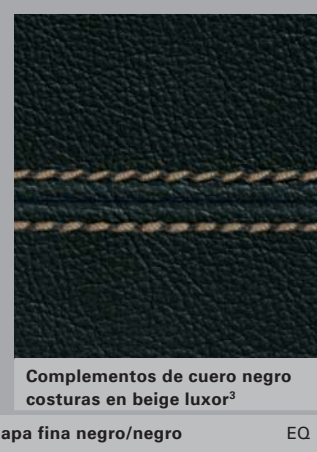 Complementos de cuero negro
costuras en beige luxor³
apa fina negro/negro EQ